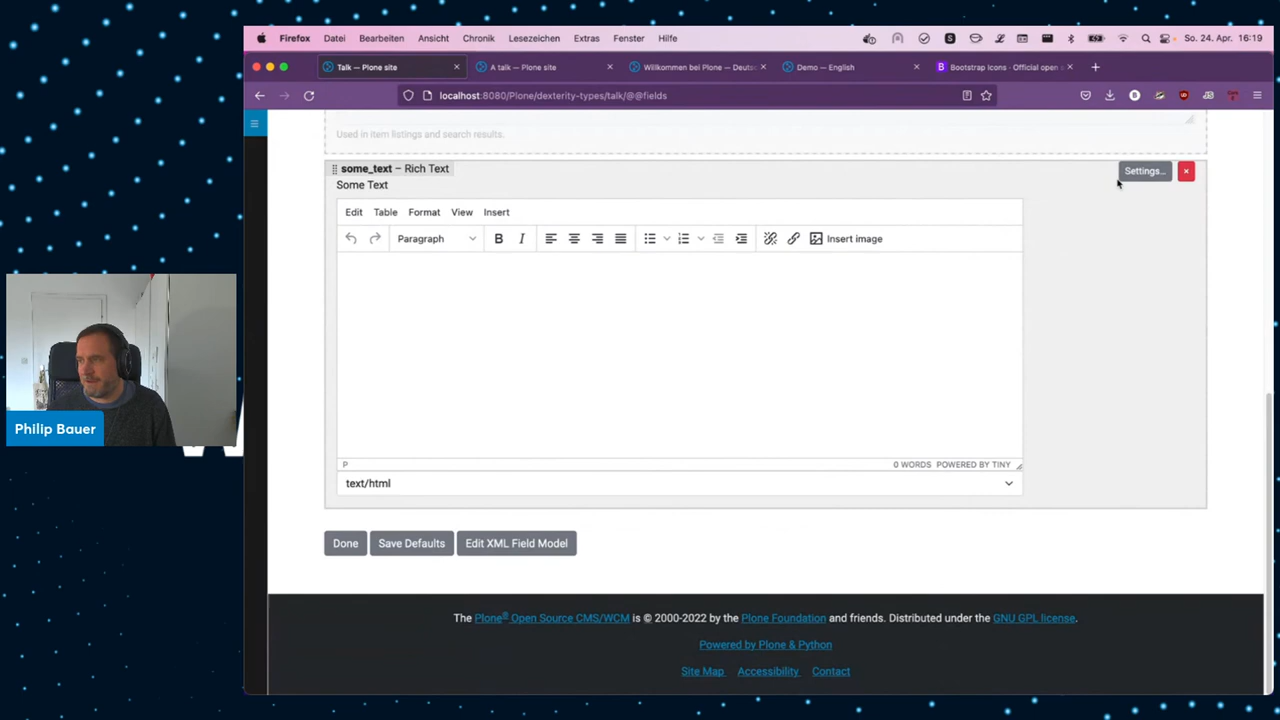 Firefox Datei Bearbeiten Ansicht Chronik Lesezeichen Extras Fenster Hilfe So. 24. Apr. 16:19
Talk — Plone site
A talk — Plone site
Willkommen bei Plone — Deuts
Demo — English
Bootstrap Icons · Official open s
localhost:8080/Plone/dexterity-types/talk/@@fields
Used in item listings and search results.
some_text – Rich Text
Settings...
Some Text
Edit Table Format View Insert
Paragraph B I Insert image
P
0 WORDS POWERED BY TINY
text/html
Done Save Defaults Edit XML Field Model
The Plone® Open Source CMS/WCM is © 2000-2022 by the Plone Foundation and friends. Distributed under the GNU GPL license.
Powered by Plone & Python
Site Map Accessibility Contact
Philip Bauer